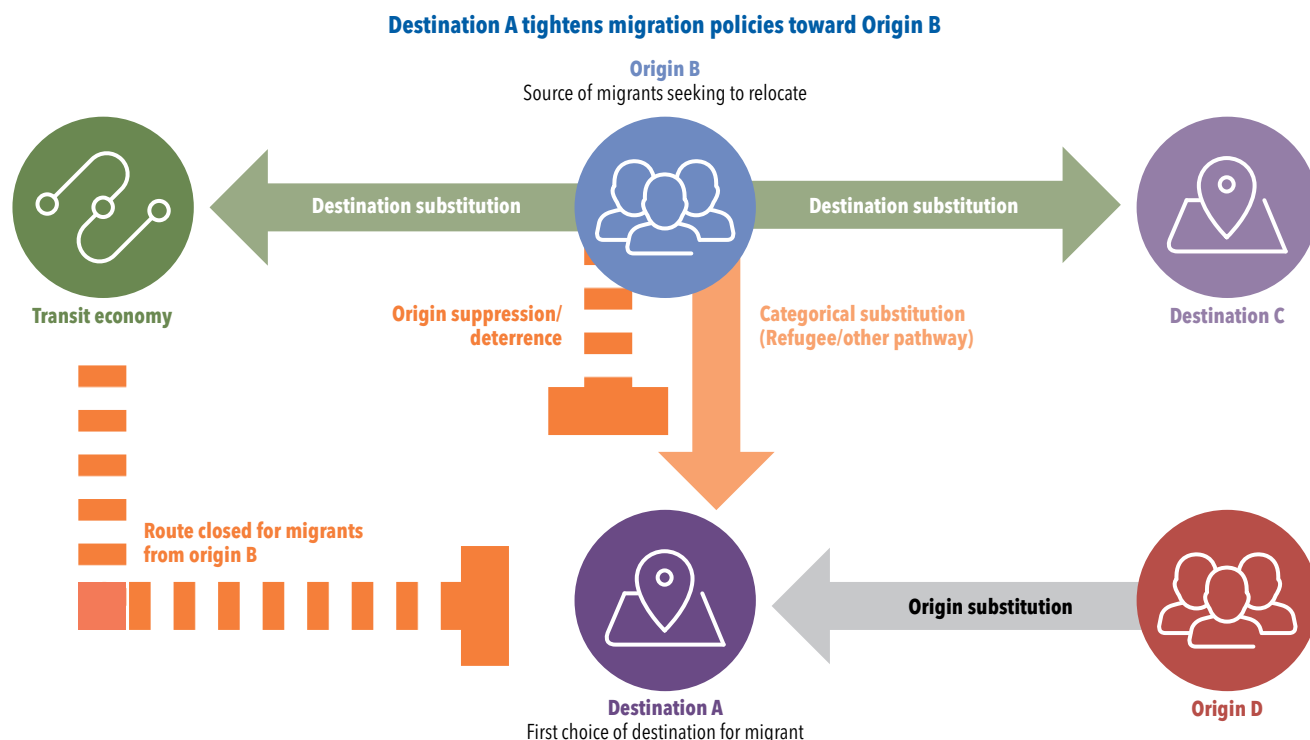 Destination A tightens migration policies toward Origin B
Origin B
Source of migrants seeking to relocate
Destination substitution
Destination substitution
Transit economy
Origin suppression/
deterrence
Categorical substitution
(Refugee/other pathway)
Destination C
Route closed for migrants
from origin B
Origin substitution
Destination A
First choice of destination for migrant
Origin D